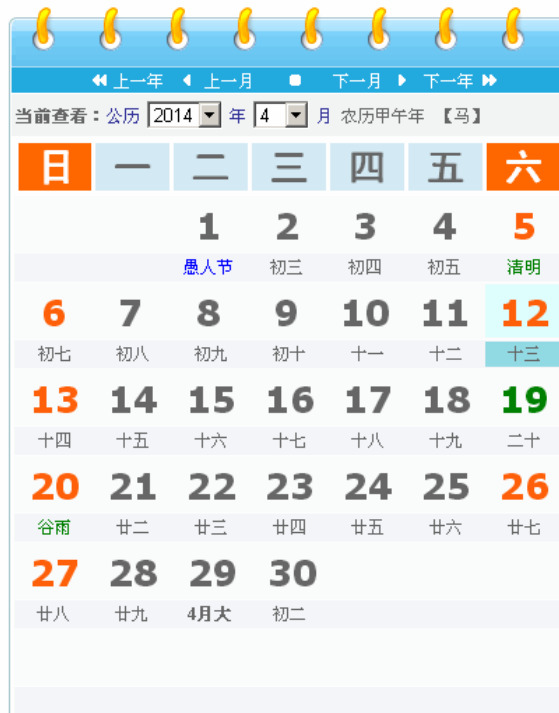 上一年 上一月 下一月 下一年
当前查看：公历 2014 年 4 月 农历甲午年 【马】
日 一 二 三 四 五 六
1 2 3 4 5
愚人节 初三 初四 初五 清明
6 7 8 9 10 11 12
初七 初八 初九 初十 十一 十二 十三
13 14 15 16 17 18 19
十四 十五 十六 十七 十八 十九 二十
20 21 22 23 24 25 26
谷雨 廿二 廿三 廿四 廿五 廿六 廿七
27 28 29 30
廿八 廿九 4月大 初二